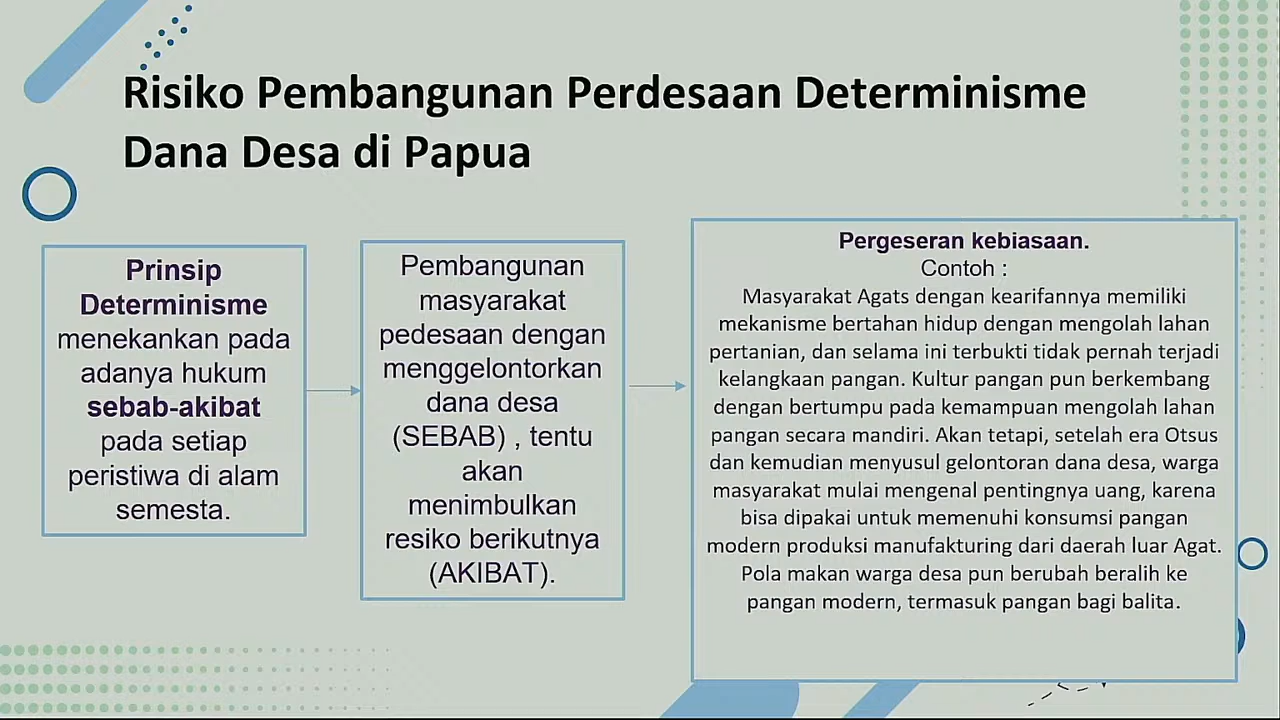 Risiko Pembangunan Perdesaan Determinisme
Dana Desa di Papua
Prinsip
Determinisme
menekankan pada
adanya hukum
sebab-akibat
pada setiap
peristiwa di alam
semesta.
Pembangunan
masyarakat
pedesaan dengan
menggelontorkan
dana desa
(SEBAB) , tentu
akan
menimbulkan
resiko berikutnya
(AKIBAT).
Pergeseran kebiasaan.
Contoh :
Masyarakat Agats dengan kearifannya memiliki
mekanisme bertahan hidup dengan mengolah lahan
pertanian, dan selama ini terbukti tidak pernah terjadi
kelangkaan pangan. Kultur pangan pun berkembang
dengan bertumpu pada kemampuan mengolah lahan
pangan secara mandiri. Akan tetapi, setelah era Otsus
dan kemudian menyusul gelontoran dana desa, warga
masyarakat mulai mengenal pentingnya uang, karena
bisa dipakai untuk memenuhi konsumsi pangan
modern produksi manufakturing dari daerah luar Agat.
Pola makan warga desa pun berubah beralih ke
pangan modern, termasuk pangan bagi balita.